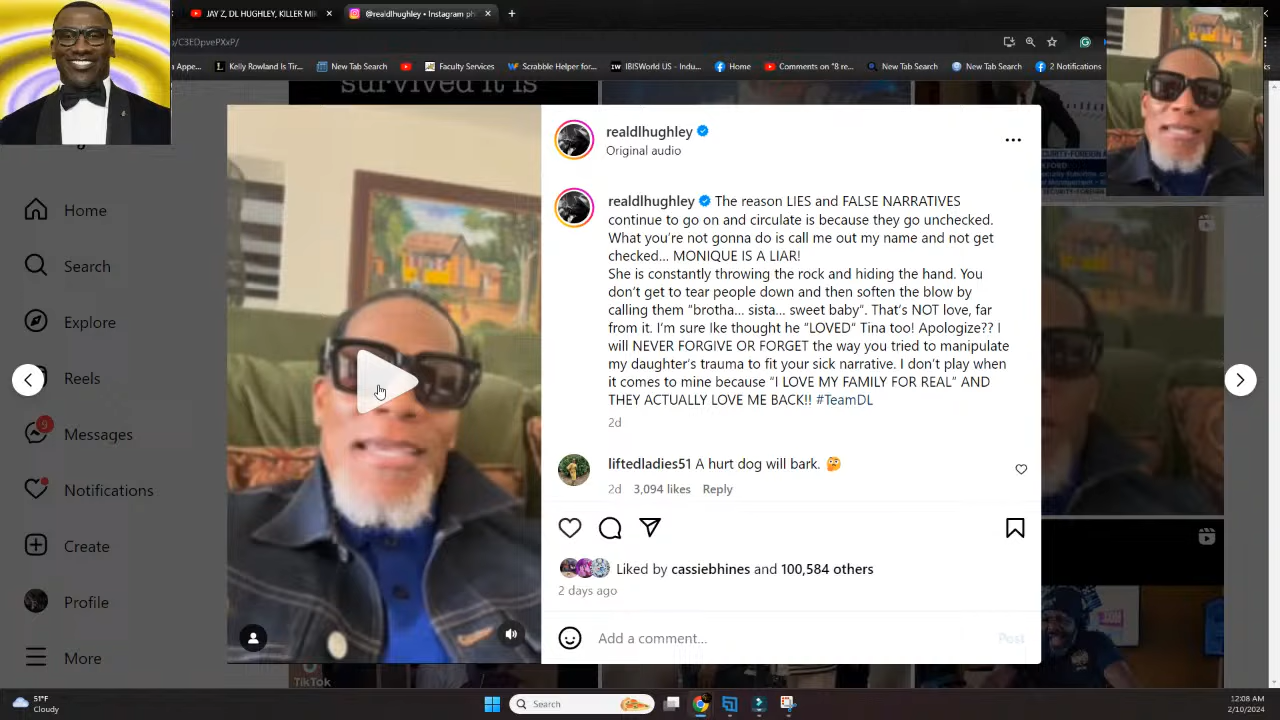 JAY Z, DL HUGHLEY, KILLER MI
@realdlhughley • Instagram ph
p/C3EDpvePXxP/
Appe...
Kelly Rowland is Tir...
New Tab Search
Faculty Services
Scrabble Helper for...
IBISWorld US - Indu...
Home
Comments on "8 re...
New Tab Search
New Tab Search
2 Notifications
survived it is
Home
Search
Explore
Reels
9
Messages
Notifications
Create
Profile
More
realdlhughley
Original audio
realdlhughley The reason LIES and FALSE NARRATIVES
continue to go on and circulate is because they go unchecked.
What you're not gonna do is call me out my name and not get
checked... MONIQUE IS A LIAR!
She is constantly throwing the rock and hiding the hand. You
don't get to tear people down and then soften the blow by
calling them "brotha... sista... sweet baby". That's NOT love, far
from it. I'm sure Ike thought he "LOVED" Tina too! Apologize?? I
will NEVER FORGIVE OR FORGET the way you tried to manipulate
my daughter's trauma to fit your sick narrative. I don't play when
it comes to mine because "I LOVE MY FAMILY FOR REAL" AND
THEY ACTUALLY LOVE ME BACK!! #TeamDL
2d
liftedladies51 A hurt dog will bark. 🤔
2d 3,094 likes Reply
Liked by cassiebhines and 100,584 others
2 days ago
Add a comment...
Post
TikTok
51°F
Cloudy
Search
12:08 AM
2/10/2024